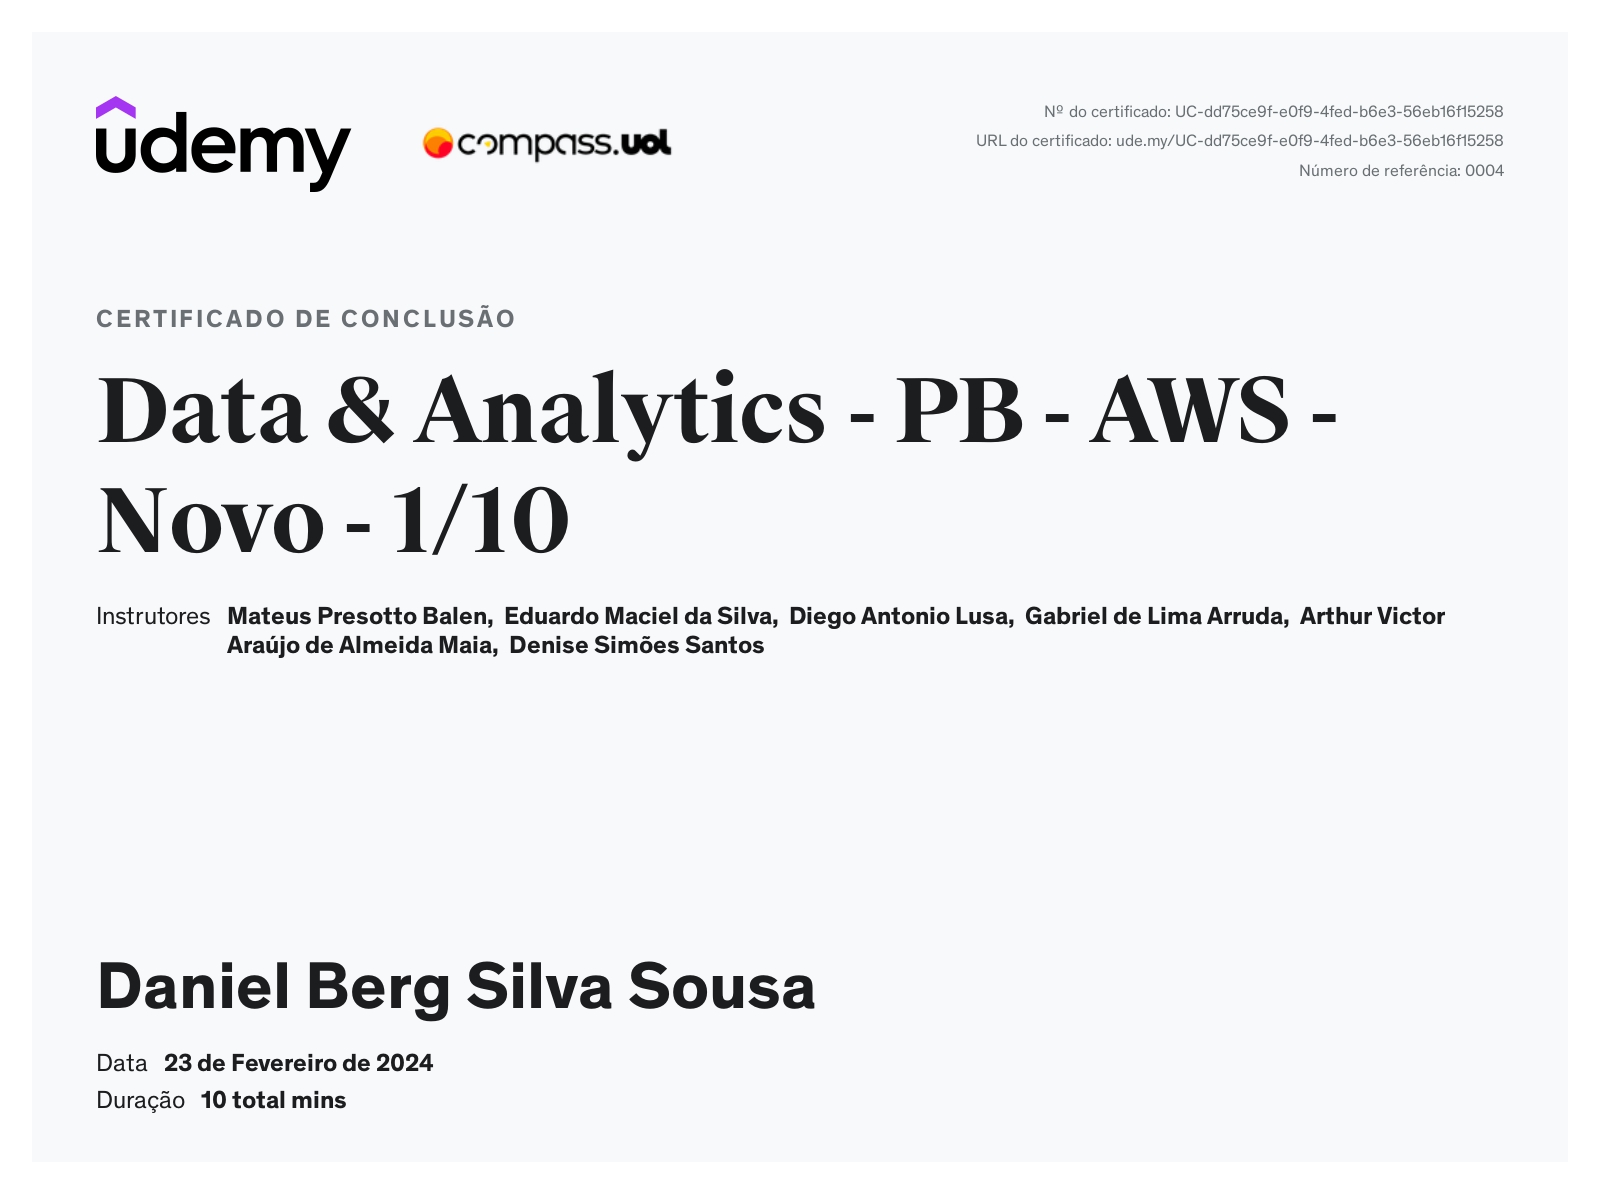 udemy
compass.uol
Nº do certificado: UC-dd75ce9f-e0f9-4fed-b6e3-56eb16f15258
URL do certificado: ude.my/UC-dd75ce9f-e0f9-4fed-b6e3-56eb16f15258
Número de referência: 0004
CERTIFICADO DE CONCLUSÃO
Data & Analytics - PB - AWS -
Novo - 1/10
Instrutores Mateus Presotto Balen, Eduardo Maciel da Silva, Diego Antonio Lusa, Gabriel de Lima Arruda, Arthur Victor
Araújo de Almeida Maia, Denise Simões Santos
Daniel Berg Silva Sousa
Data 23 de Fevereiro de 2024
Duração 10 total mins